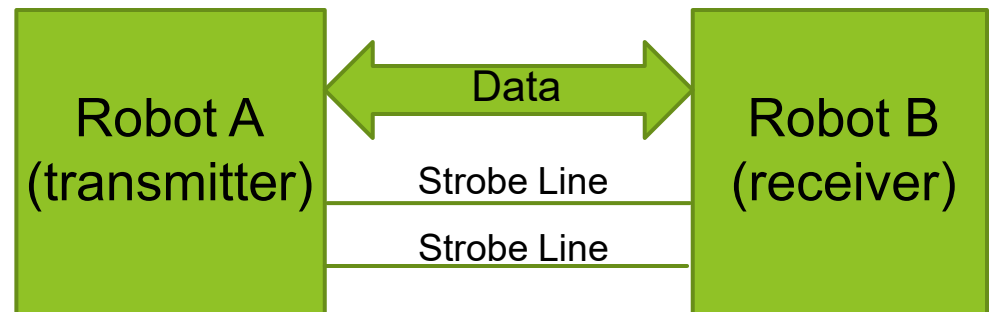 Robot A
(transmitter)
Data
Strobe Line
Strobe Line
Robot B
(receiver)